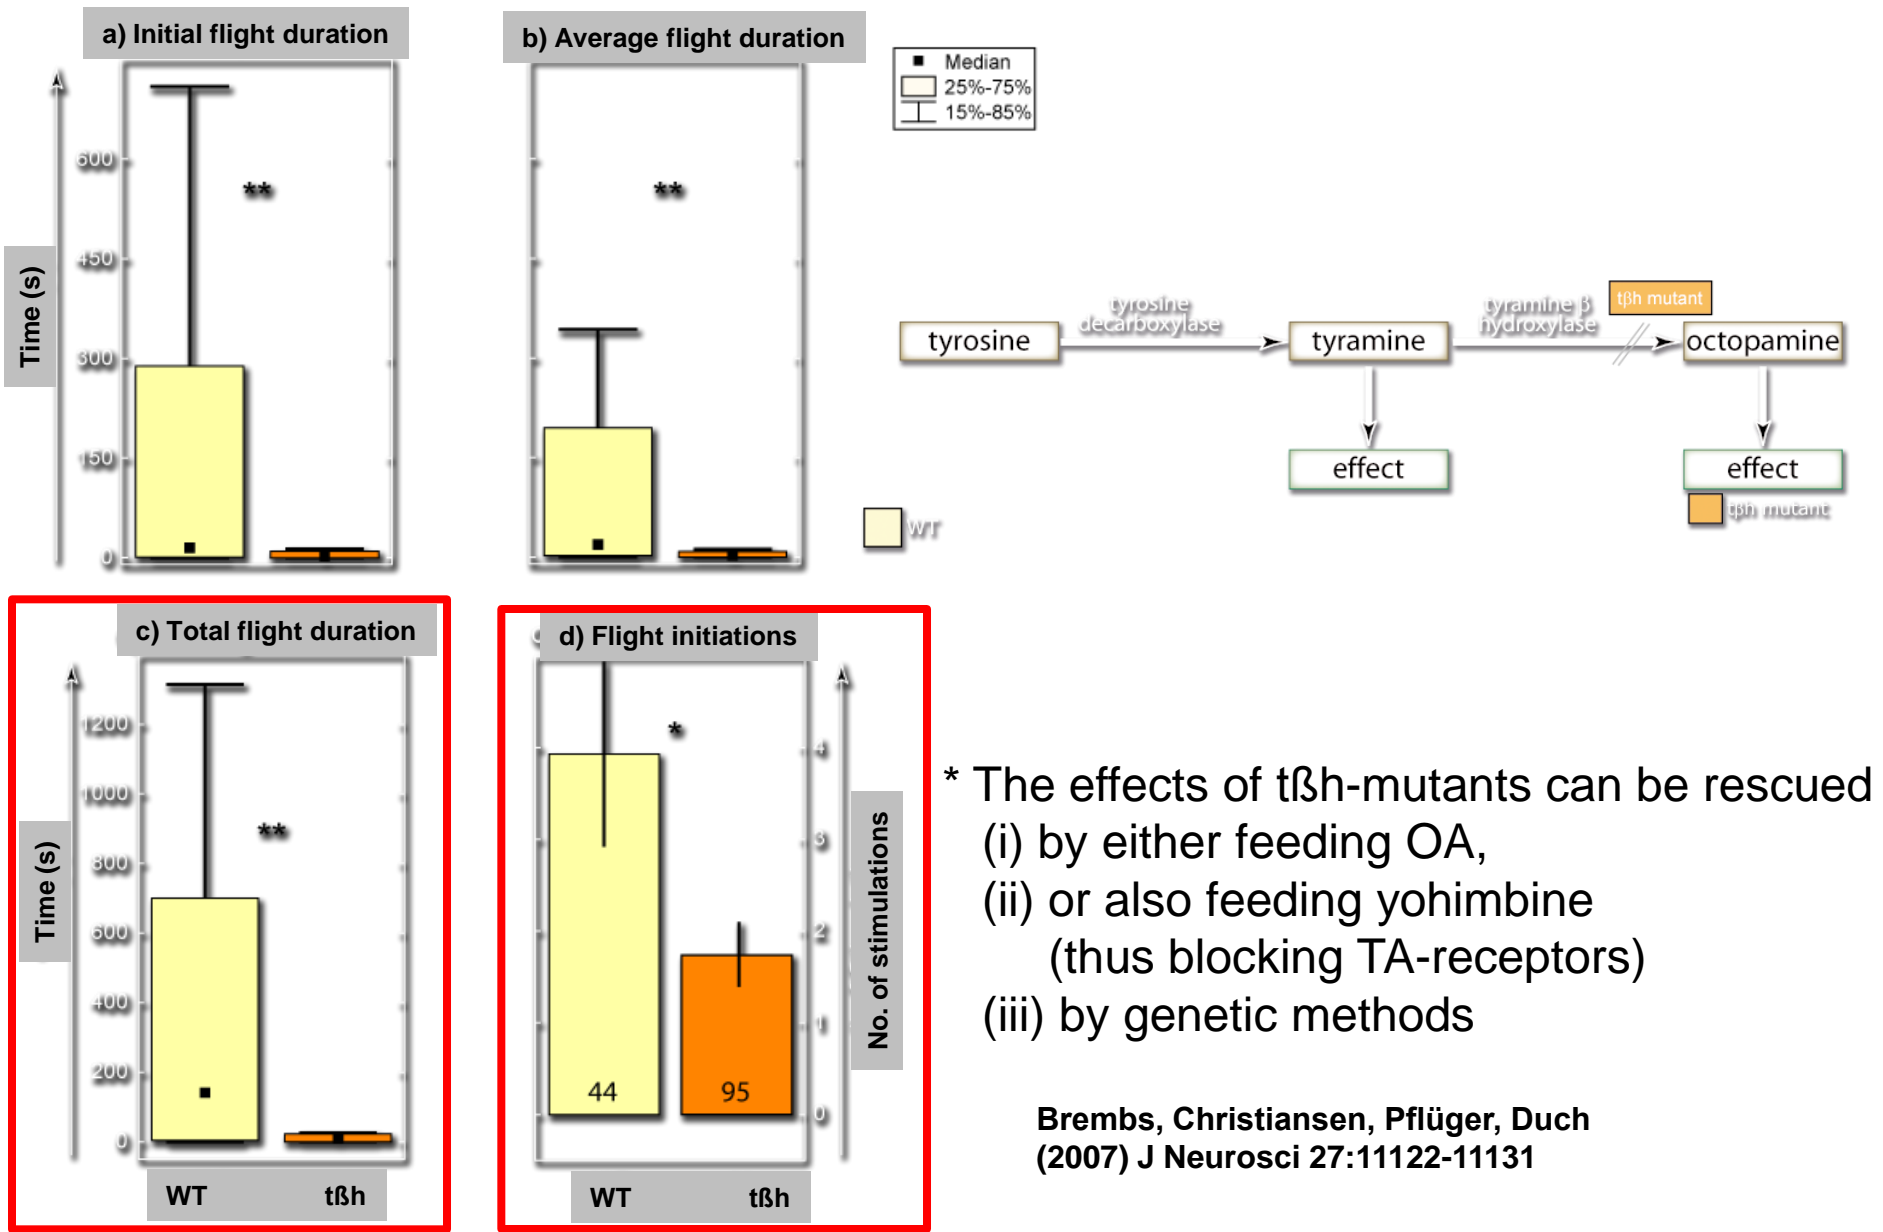 a) Initial flight duration
b) Average flight duration
Median
25%-75%
15%-85%
Time (s)
600
450
300
150
0
**
**
WT
tyrosine
tyrosine
decarboxylase
tyramine
tyramine β
hydroxylase
tβh mutant
octopamine
effect
effect
tβh mutant
c) Total flight duration
d) Flight initiations
Time (s)
1200
1000
800
600
400
200
0
**
WT tßh
*
44
95
4
3
2
1
0
No. of stimulations
WT tßh
* The effects of tßh-mutants can be rescued
(i) by either feeding OA,
(ii) or also feeding yohimbine
(thus blocking TA-receptors)
(iii) by genetic methods
Brembs, Christiansen, Pflüger, Duch
(2007) J Neurosci 27:11122-11131